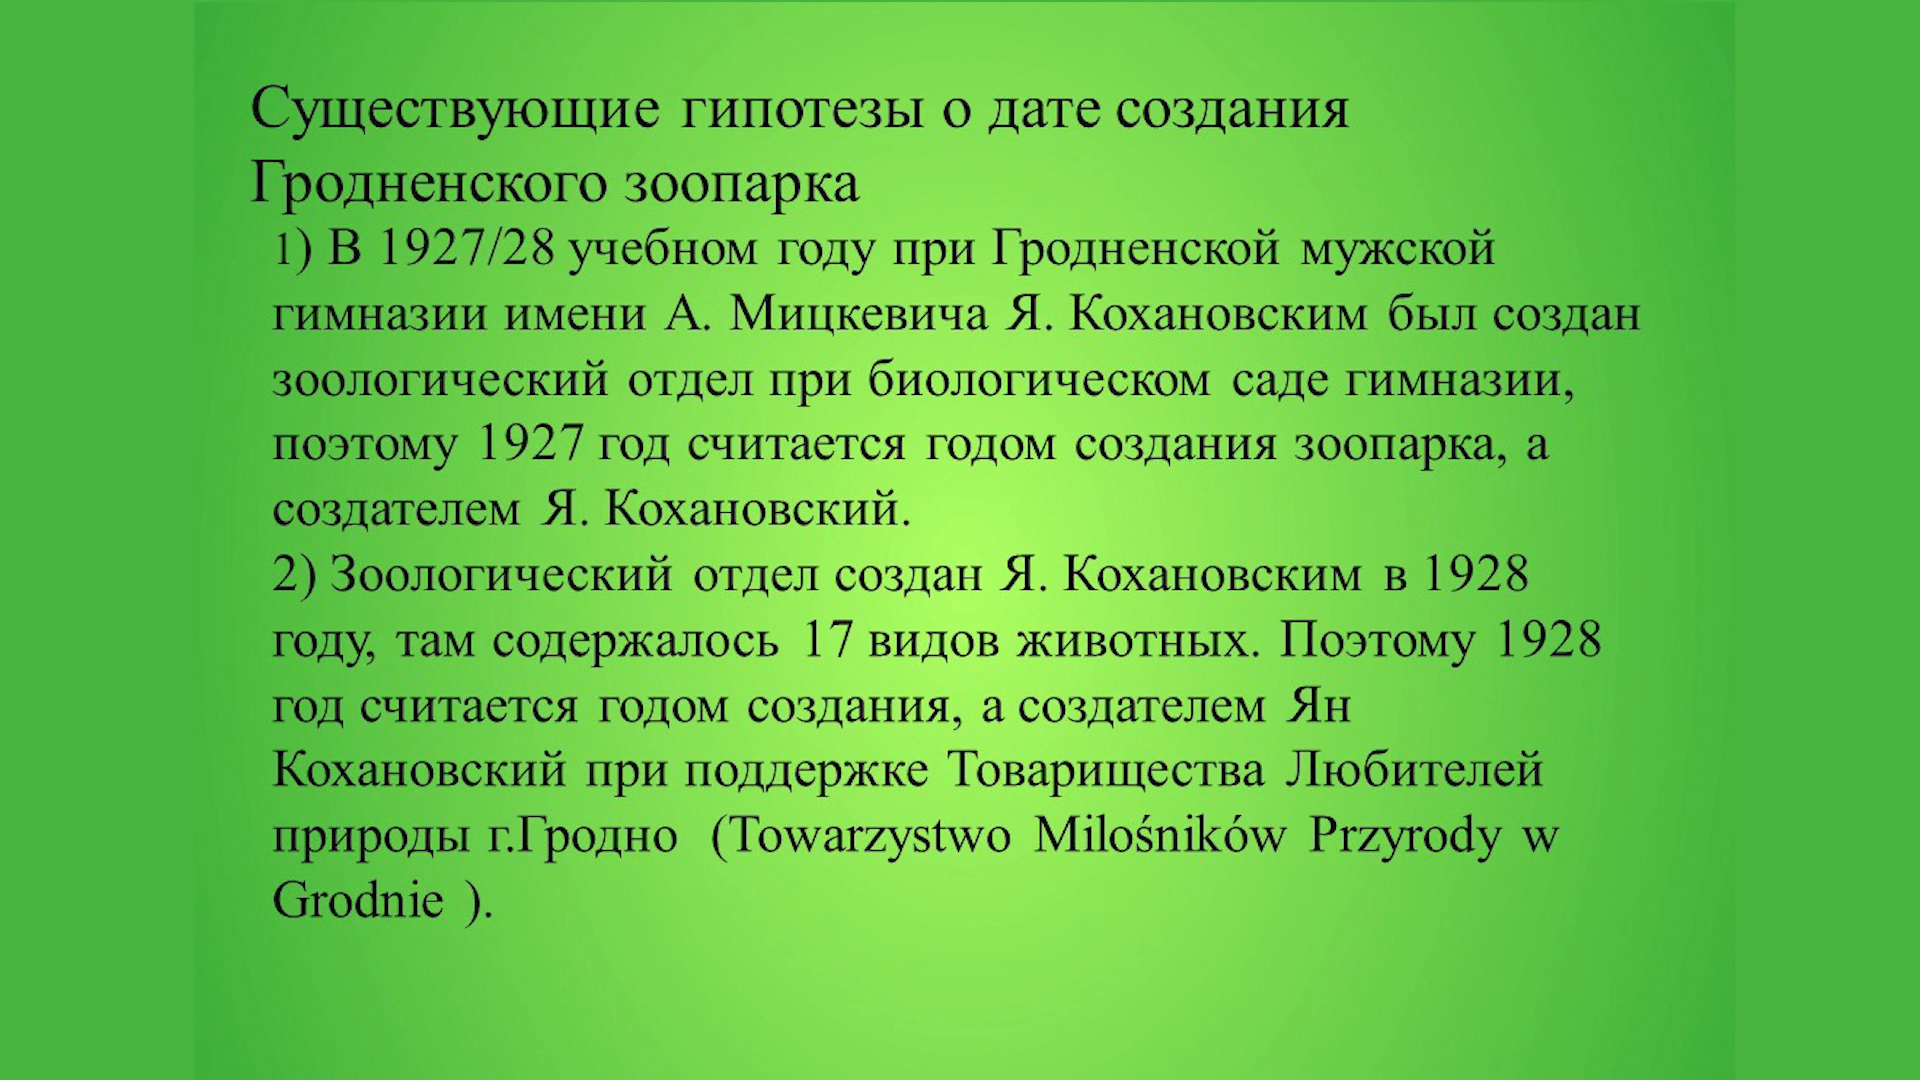 Существующие гипотезы о дате создания
Гродненского зоопарка
1) В 1927/28 учебном году при Гродненской мужской
гимназии имени А. Мицкевича Я. Кохановским был создан
зоологический отдел при биологическом саде гимназии,
поэтому 1927 год считается годом создания зоопарка, а
создателем Я. Кохановский.
2) Зоологический отдел создан Я. Кохановским в 1928
году, там содержалось 17 видов животных. Поэтому 1928
год считается годом создания, а создателем Ян
Кохановский при поддержке Товарищества Любителей
природы г.Гродно (Towarzystwo Milośników Przyrody w
Grodnie ).